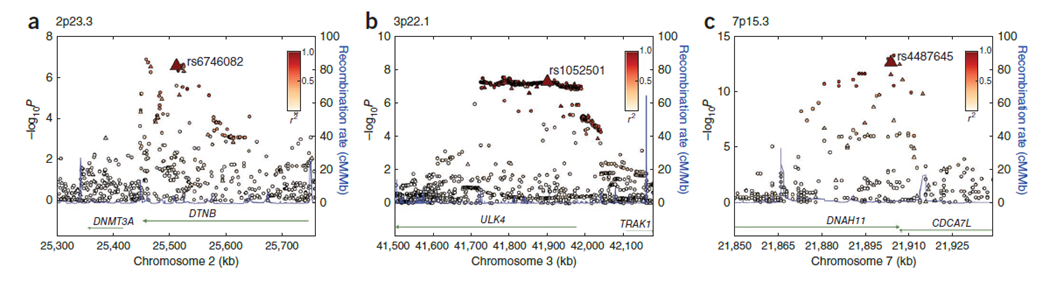 a 2p23.3
8
6
4
2
0
–log10P
100
80
60
40
20
0
Recombination rate (cM/Mb)
rs6746082
1.0
0.5
r2
DNMT3A
DTNB
25,300 25,400 25,500 25,600 25,700
Chromosome 2 (kb)
b 3p22.1
10
8
6
4
2
0
–log10P
100
80
60
40
20
0
Recombination rate (cM/Mb)
rs1052501
1.0
0.5
r2
ULK4
TRAK1
41,500 41,600 41,700 41,800 41,900 42,000 42,100
Chromosome 3 (kb)
c 7p15.3
15
10
5
0
–log10P
100
80
60
40
20
0
Recombination rate (cM/Mb)
rs4487645
1.0
0.5
r2
DNAH11
CDCA7L
21,850 21,865 21,880 21,895 21,910 21,925
Chromosome 7 (kb)